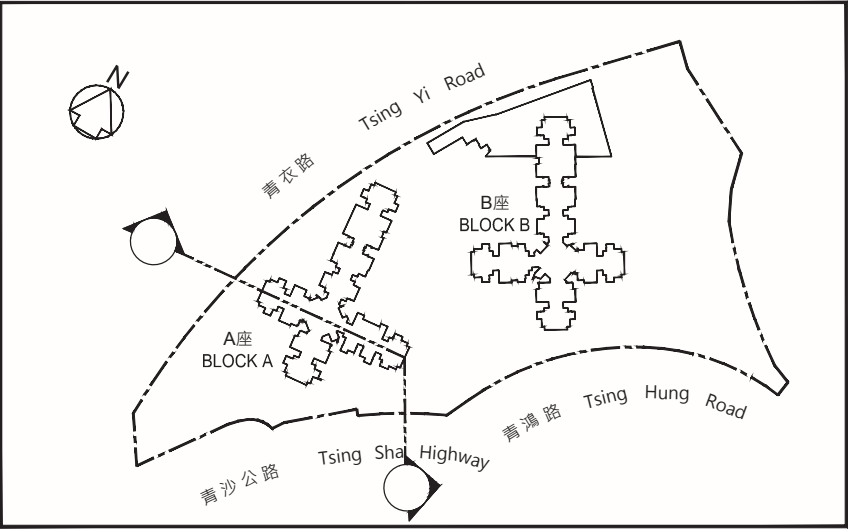 N
青衣路 Tsing Yi Road
B座
BLOCK B
A座
BLOCK A
青鴻路 Tsing Hung Road
青沙公路 Tsing Sha Highway